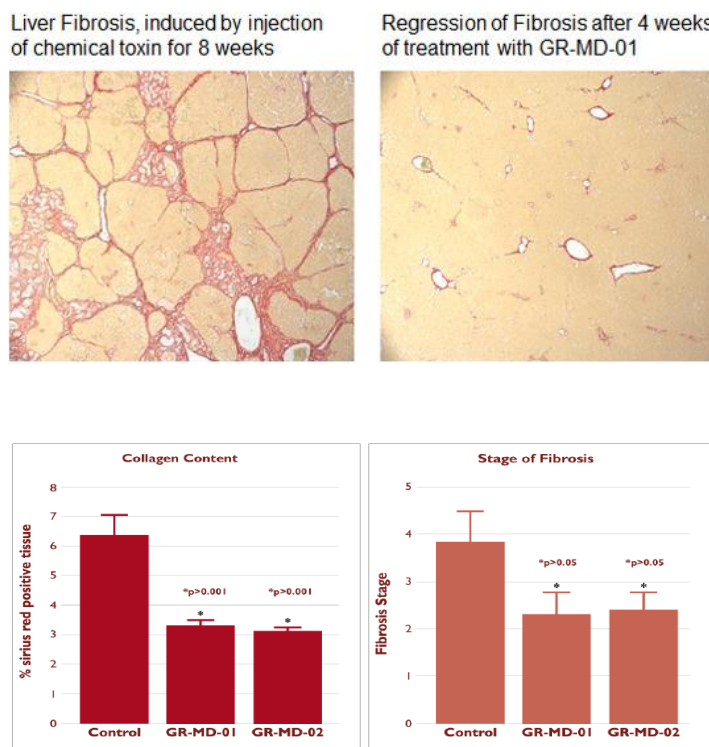 Liver Fibrosis, induced by injection
of chemical toxin for 8 weeks
Regression of Fibrosis after 4 weeks
of treatment with GR-MD-01
Collagen Content
% sirius red positive tissue
8
7
6
5
4
3
2
1
0
*p>0.001
*p>0.001
*
*
Control
GR-MD-01
GR-MD-02
Stage of Fibrosis
Fibrosis Stage
5
4
3
2
1
0
*p>0.05
*p>0.05
*
*
Control
GR-MD-01
GR-MD-02